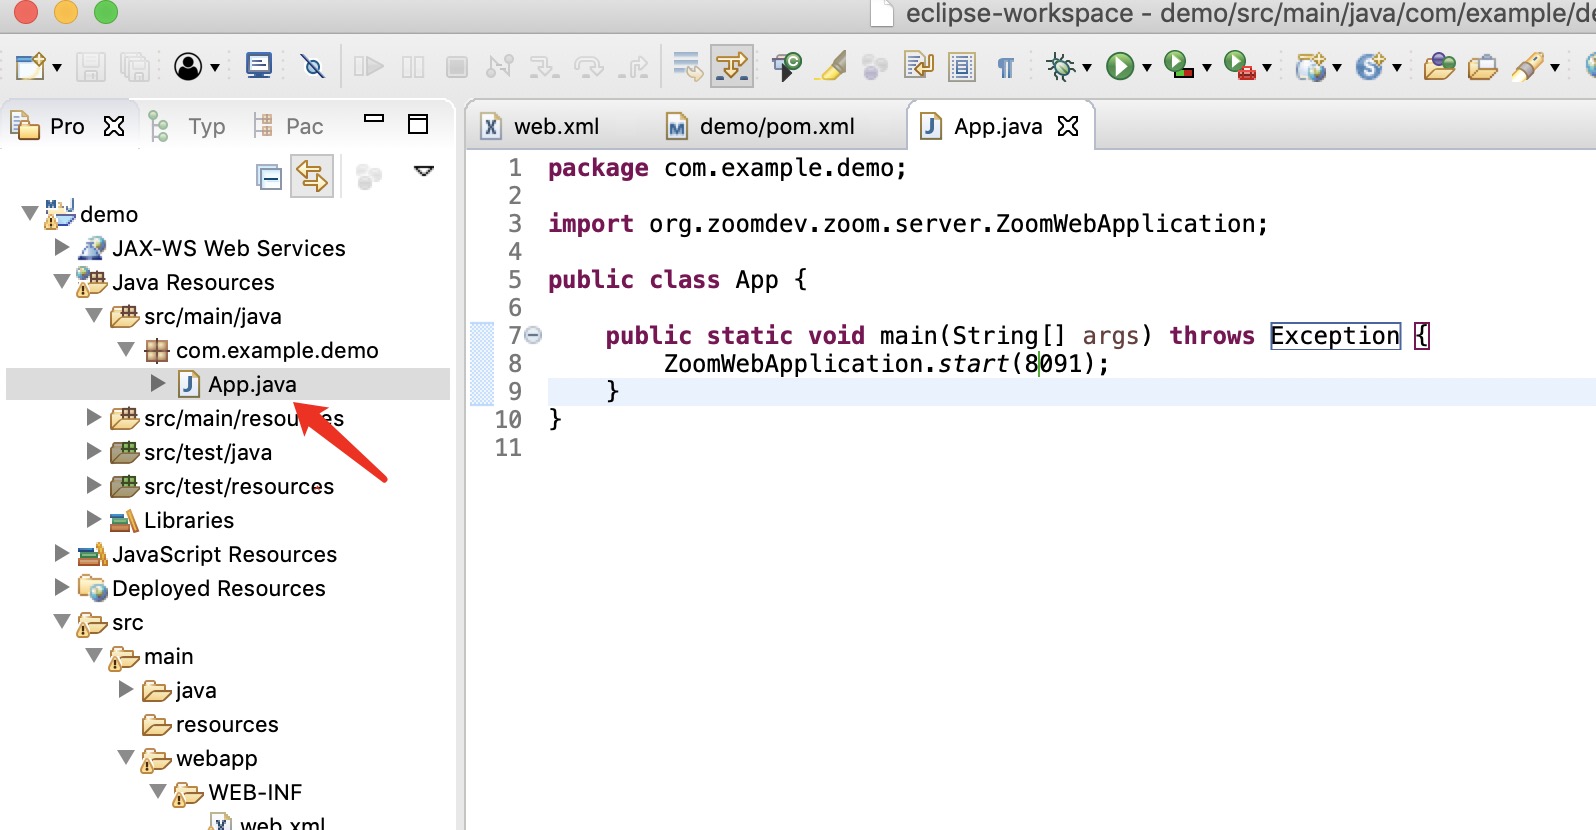 eclipse-workspace - demo/src/main/java/com/example/de
Pro
Typ
Pac
web.xml
demo/pom.xml
App.java
demo
JAX-WS Web Services
Java Resources
src/main/java
com.example.demo
App.java
src/main/resources
src/test/java
src/test/resources
Libraries
JavaScript Resources
Deployed Resources
src
main
java
resources
webapp
WEB-INF
web.xml
1 package com.example.demo;
2
3 import org.zoomdev.zoom.server.ZoomWebApplication;
4
5 public class App {
6
7 public static void main(String[] args) throws Exception {
8 ZoomWebApplication.start(8091);
9 }
10 }
11